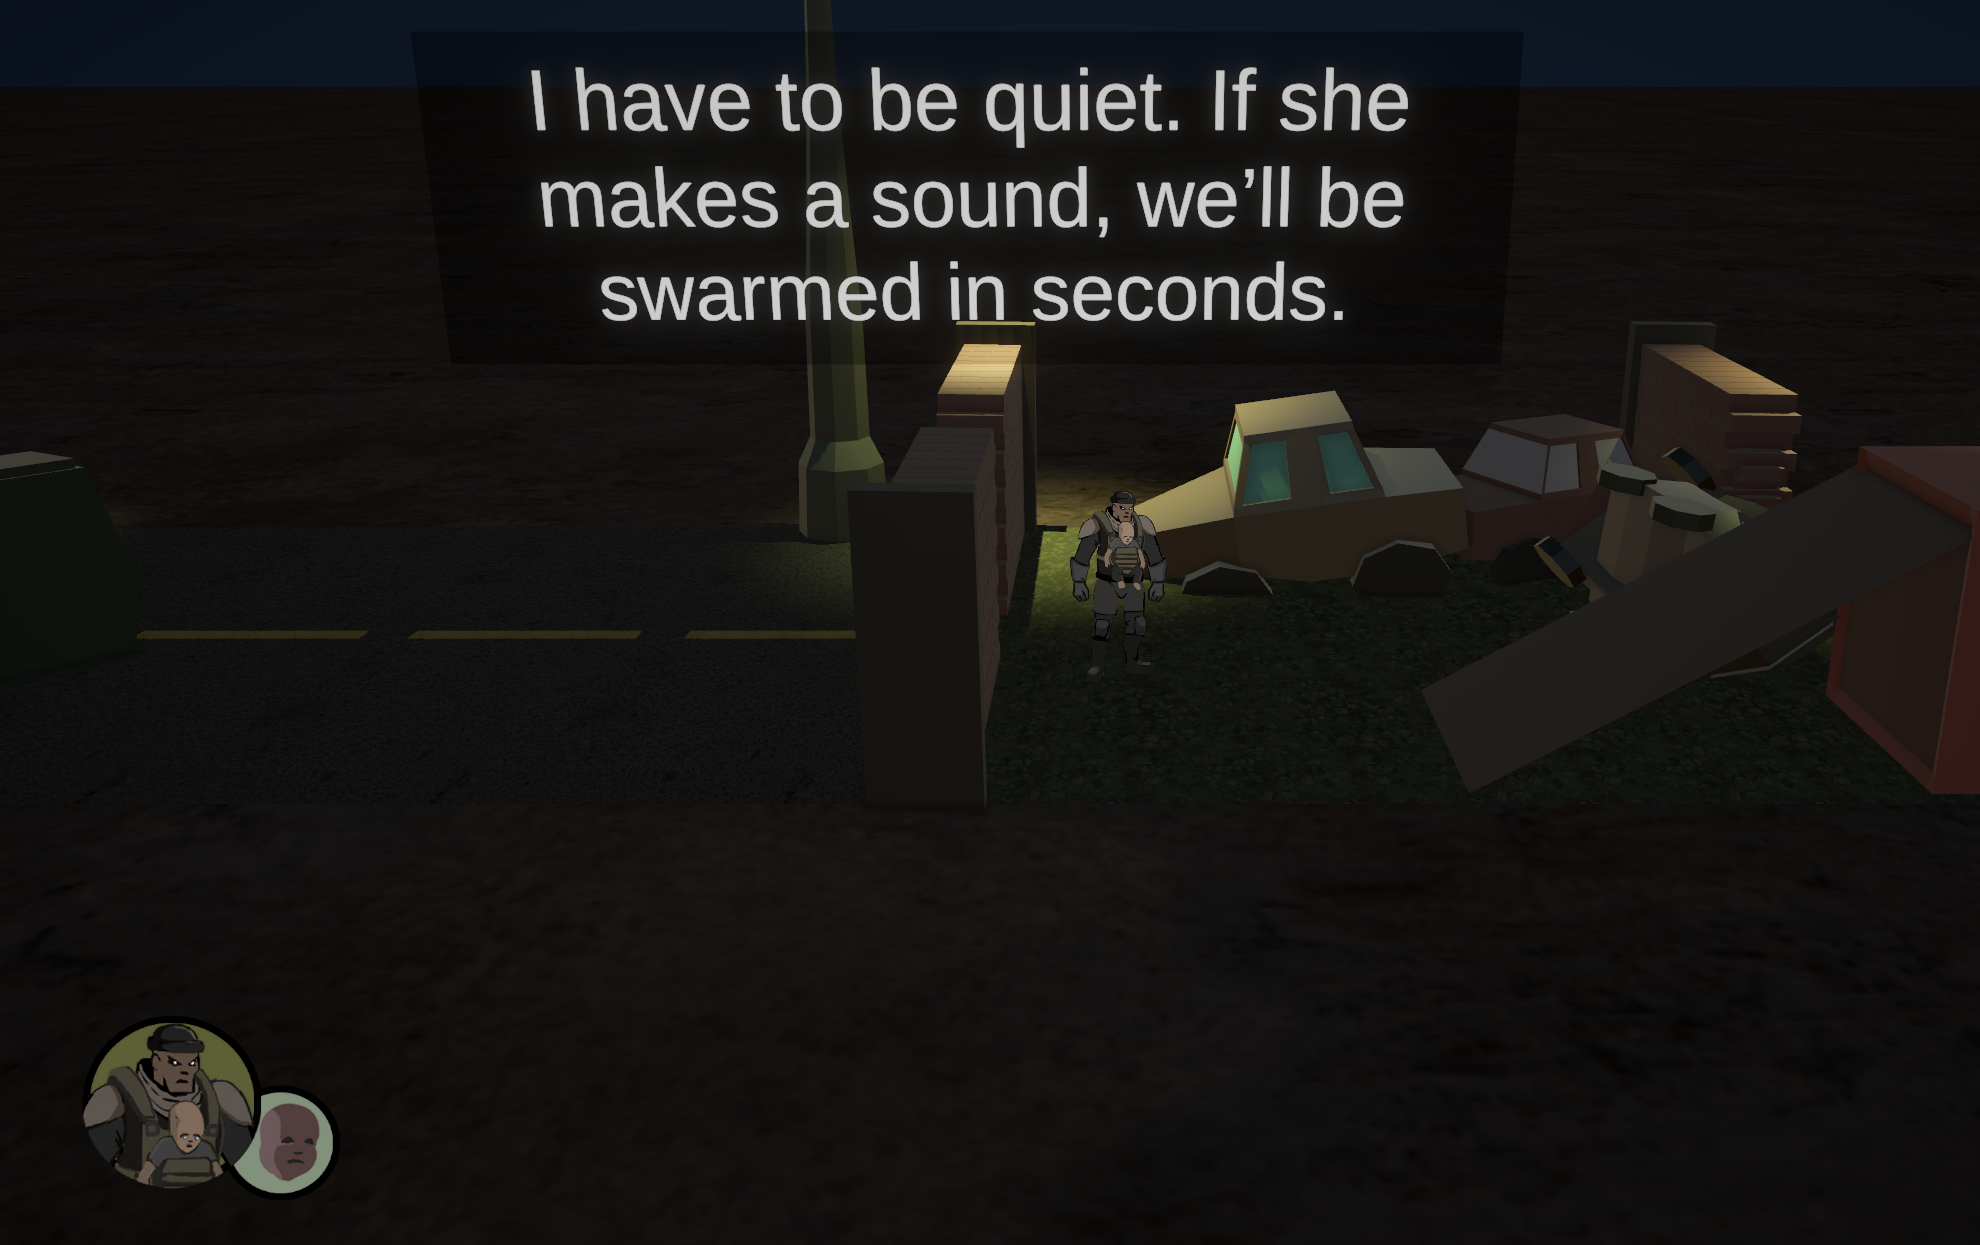 I have to be quiet. If she
makes a sound, we’ll be
swarmed in seconds.